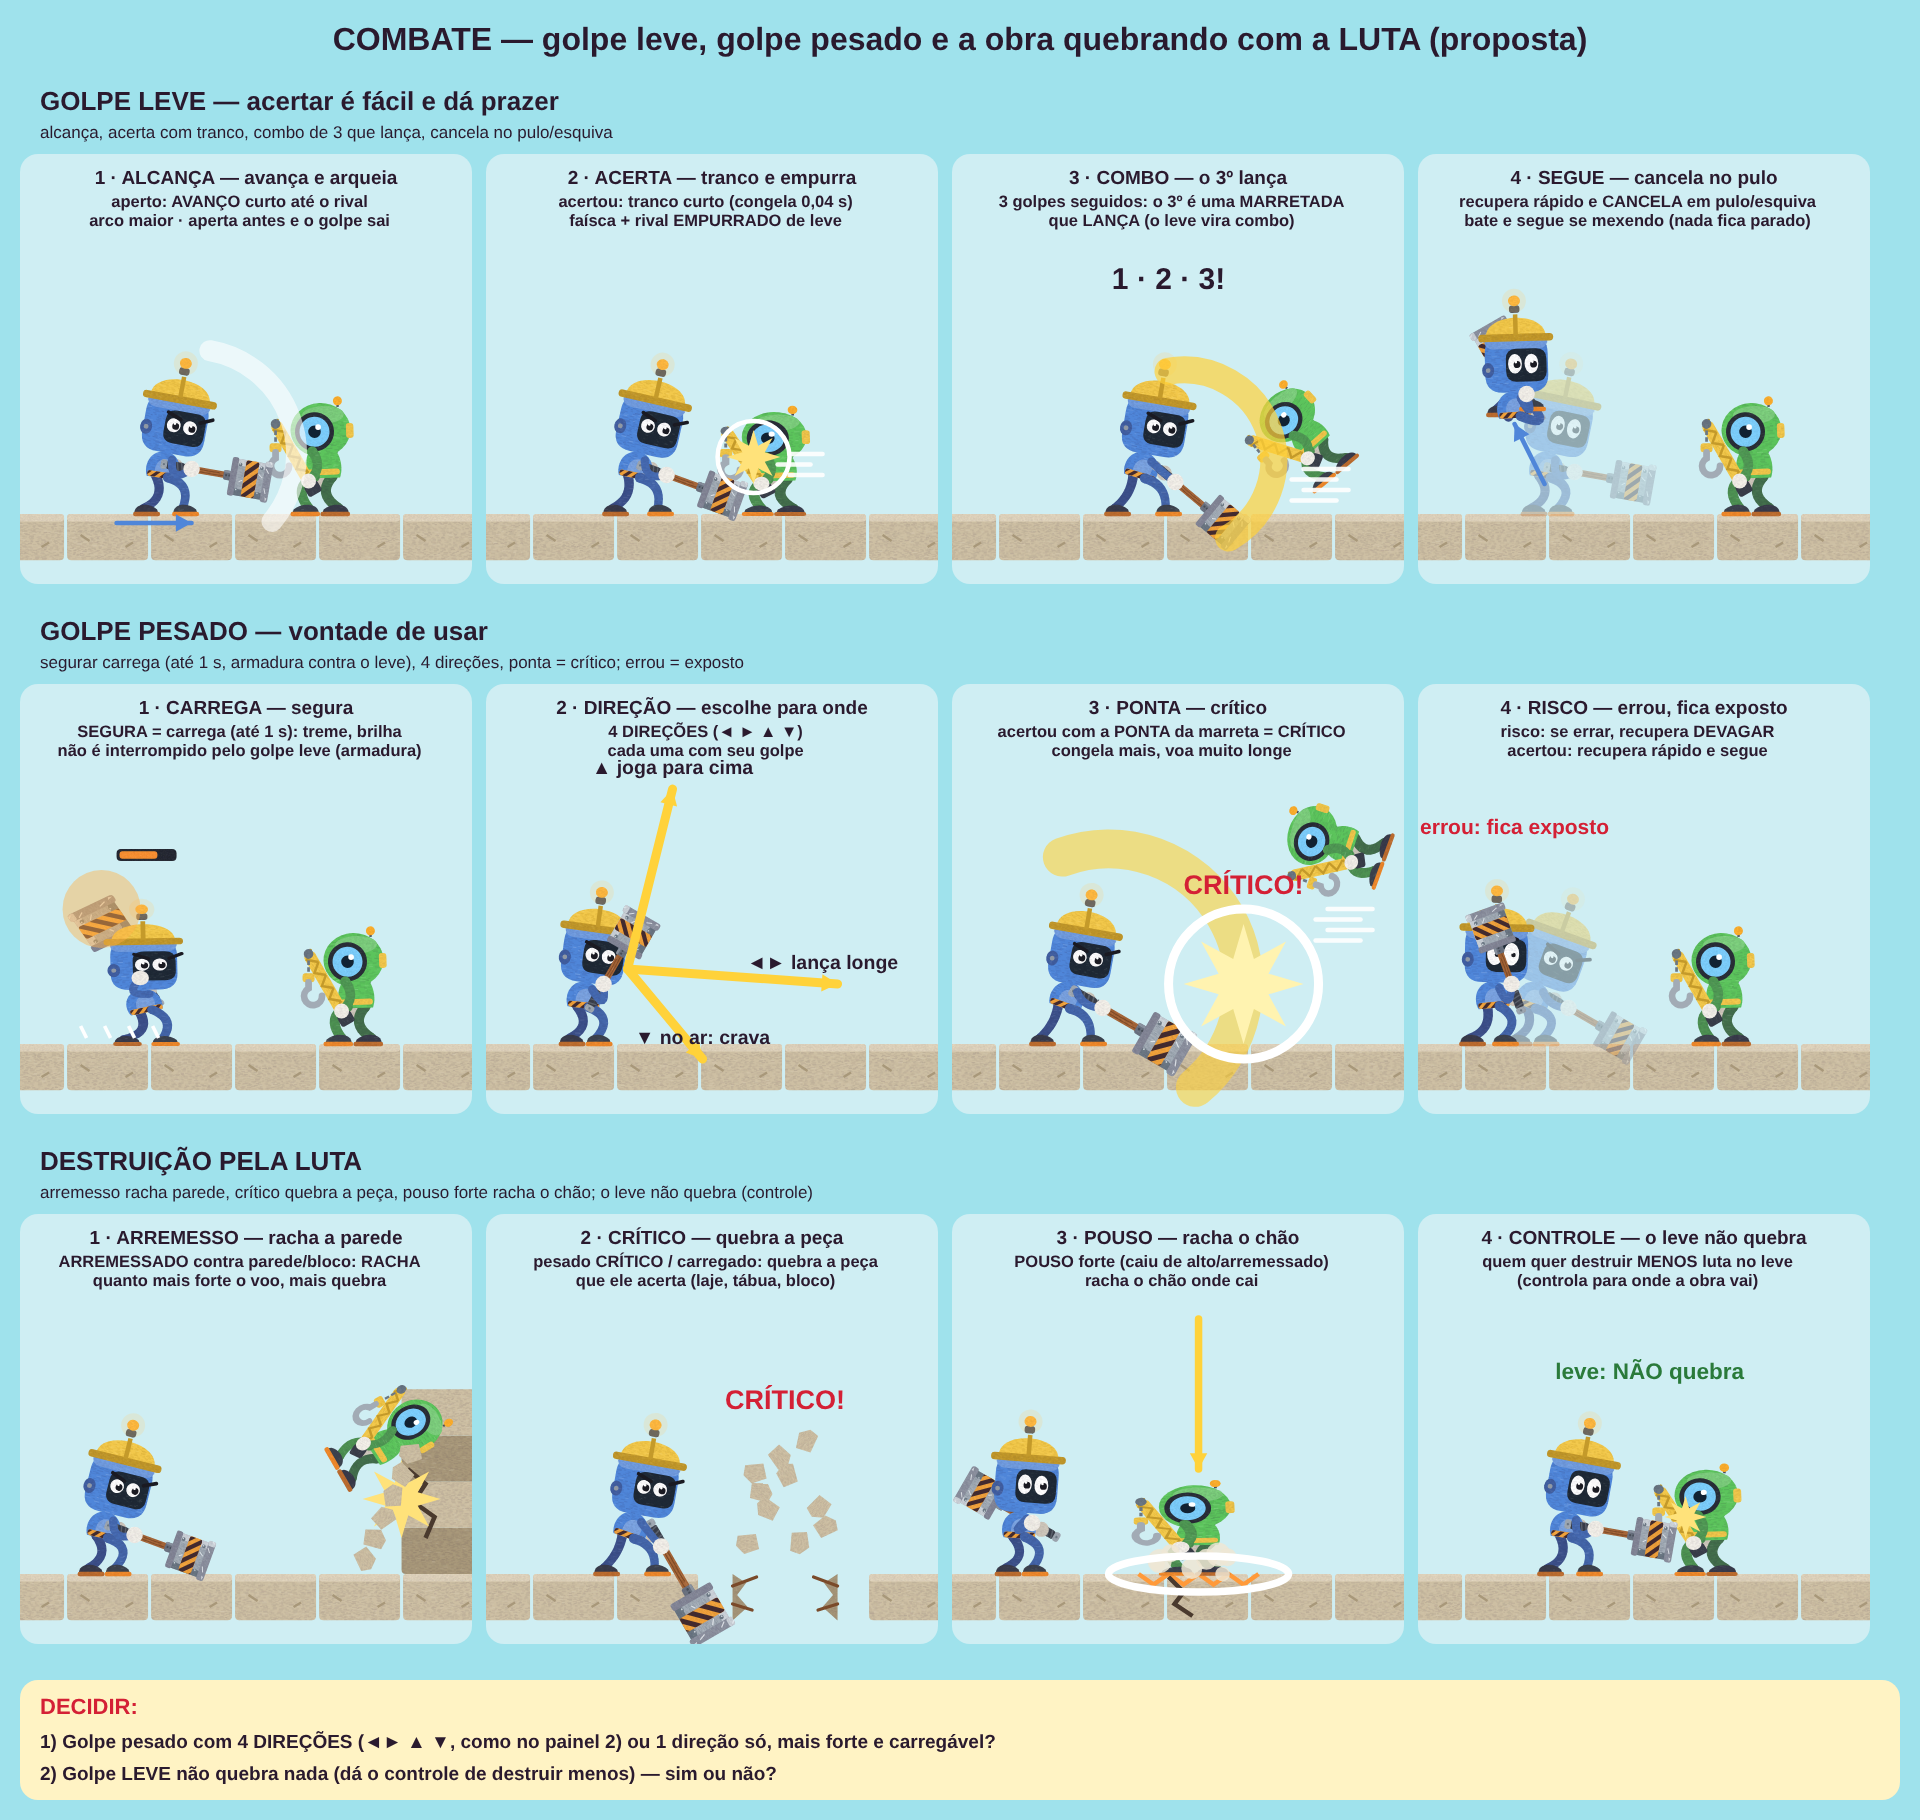 COMBATE — golpe leve, golpe pesado e a obra quebrando com a LUTA (proposta)
GOLPE LEVE — acertar é fácil e dá prazer
alcança, acerta com tranco, combo de 3 que lança, cancela no pulo/esquiva
1 · ALCANÇA — avança e arqueia
aperto: AVANÇO curto até o rival
arco maior · aperta antes e o golpe sai
2 · ACERTA — tranco e empurra
acertou: tranco curto (congela 0,04 s)
faísca + rival EMPURRADO de leve
3 · COMBO — o 3º lança
3 golpes seguidos: o 3º é uma MARRETADA
que LANÇA (o leve vira combo)
1 · 2 · 3!
4 · SEGUE — cancela no pulo
recupera rápido e CANCELA em pulo/esquiva
bate e segue se mexendo (nada fica parado)
GOLPE PESADO — vontade de usar
segurar carrega (até 1 s, armadura contra o leve), 4 direções, ponta = crítico; errou = exposto
1 · CARREGA — segura
SEGURA = carrega (até 1 s): treme, brilha
não é interrompido pelo golpe leve (armadura)
2 · DIREÇÃO — escolhe para onde
4 DIREÇÕES (◄ ► ▲ ▼)
cada uma com seu golpe
▲ joga para cima
◄► lança longe
▼ no ar: crava
3 · PONTA — crítico
acertou com a PONTA da marreta = CRÍTICO
congela mais, voa muito longe
CRÍTICO!
4 · RISCO — errou, fica exposto
risco: se errar, recupera DEVAGAR
acertou: recupera rápido e segue
errou: fica exposto
DESTRUIÇÃO PELA LUTA
arremesso racha parede, crítico quebra a peça, pouso forte racha o chão; o leve não quebra (controle)
1 · ARREMESSO — racha a parede
ARREMESSADO contra parede/bloco: RACHA
quanto mais forte o voo, mais quebra
2 · CRÍTICO — quebra a peça
pesado CRÍTICO / carregado: quebra a peça
que ele acerta (laje, tábua, bloco)
CRÍTICO!
3 · POUSO — racha o chão
POUSO forte (caiu de alto/arremessado)
racha o chão onde cai
4 · CONTROLE — o leve não quebra
quem quer destruir MENOS luta no leve
(controla para onde a obra vai)
leve: NÃO quebra
DECIDIR:
1) Golpe pesado com 4 DIREÇÕES (◄► ▲ ▼, como no painel 2) ou 1 direção só, mais forte e carregável?
2) Golpe LEVE não quebra nada (dá o controle de destruir menos) — sim ou não?